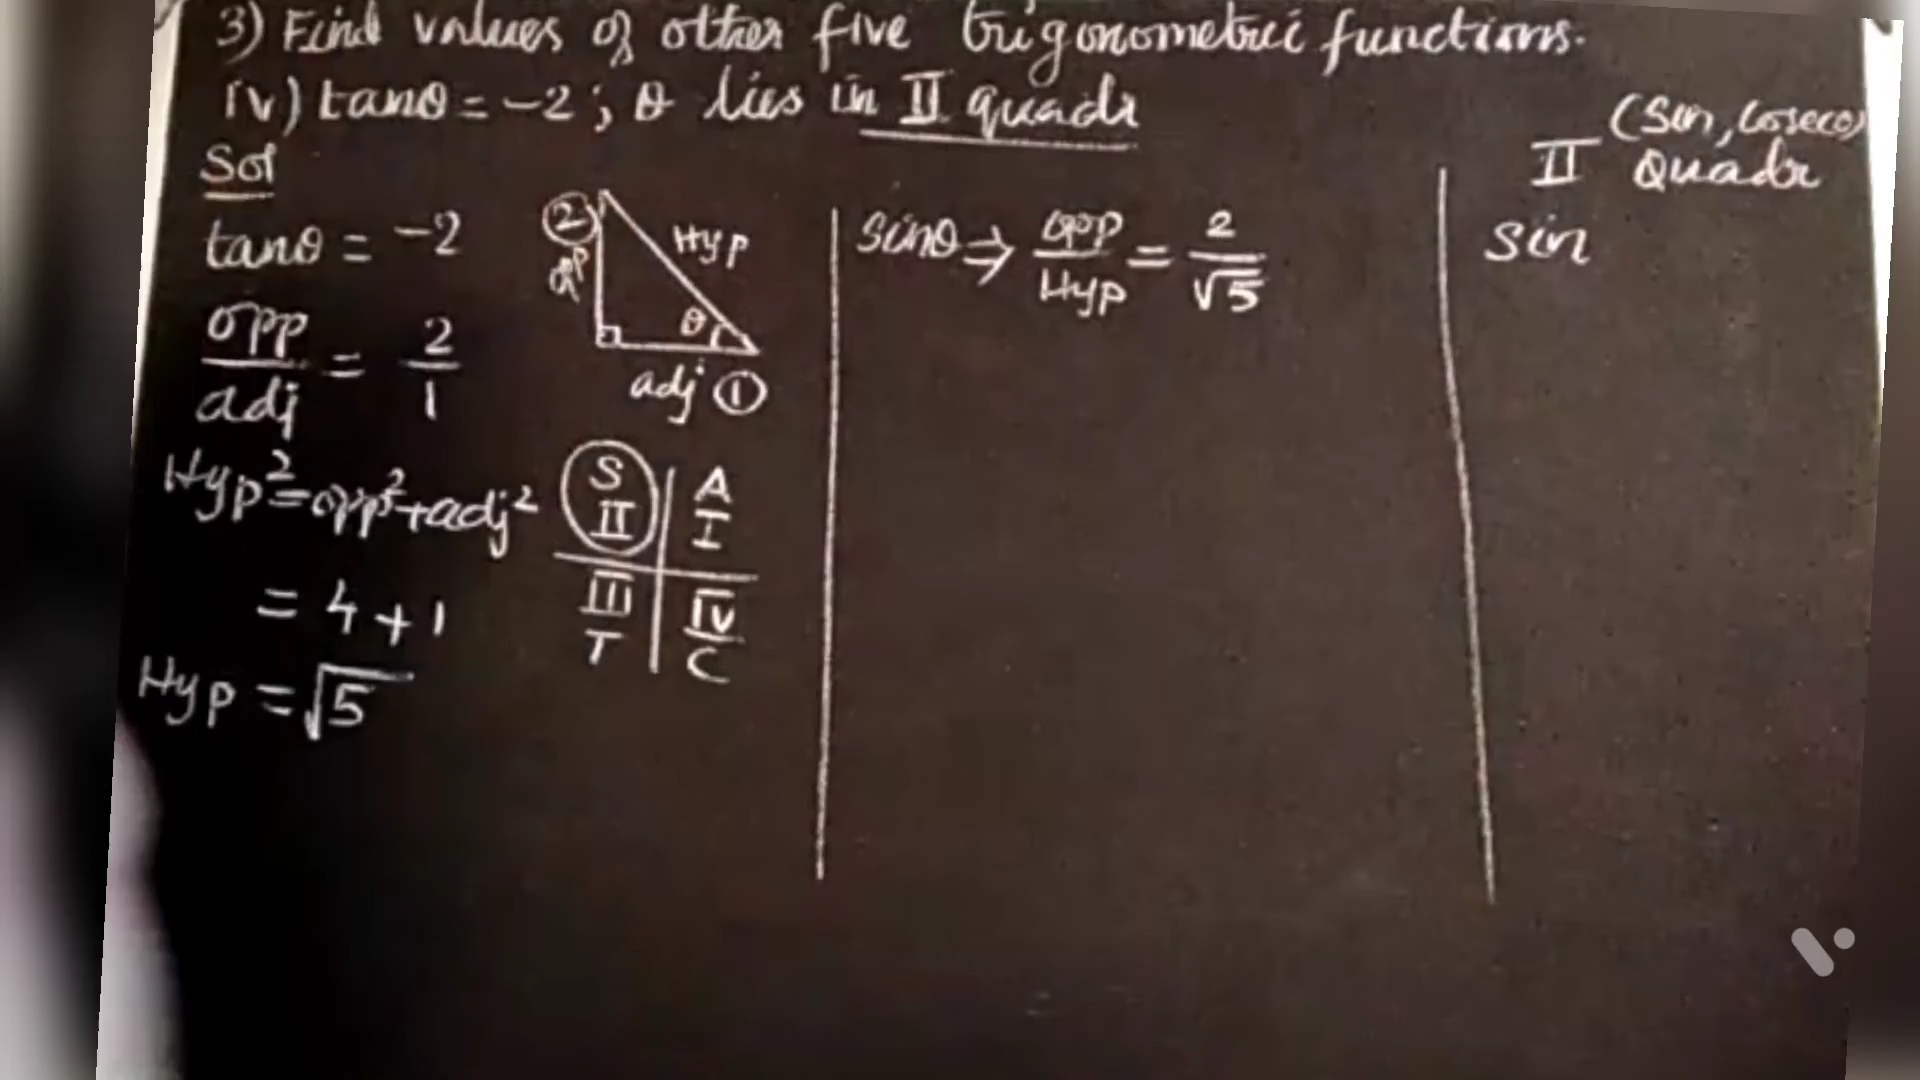 3) Find values of other five trigonometric functions.
iv) tanθ = -2 ; θ lies in II quadr
Sol
tanθ = -2
opp/adj = 2/1
Hyp² = opp² + adj²
= 4 + 1
Hyp = √5
2
opp
Hyp
θ
adj 1
S A
II I
III IV
T C
sinθ ⇒ opp/Hyp = 2/√5
(sin, cosec)
II Quadr
sin